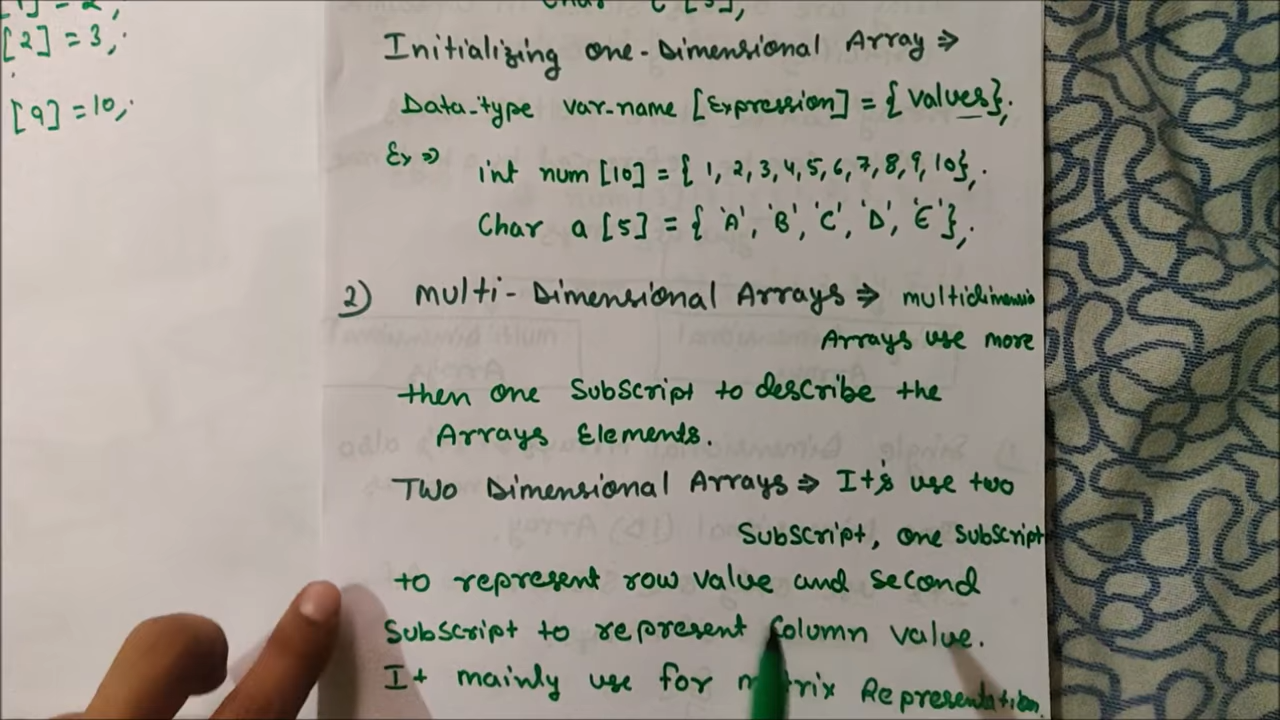 [2] = 3;
[9] = 10;
Initializing one-Dimensional Array ⇒
Data-type var-name [Expression] = { values};
Ex ⇒
int num [10] = { 1, 2, 3, 4, 5, 6, 7, 8, 9, 10};
Char a [5] = { 'A', 'B', 'C', 'D', 'E' };
2) Multi-Dimensional Arrays ⇒ multidimensio
Arrays use more
then one Subscript to describe the
Arrays Elements.
Two Dimensional Arrays ⇒ It's use two
Subscript, one Subscript
to represent row value and second
Subscript to represent Column value.
It mainly use for Representation.